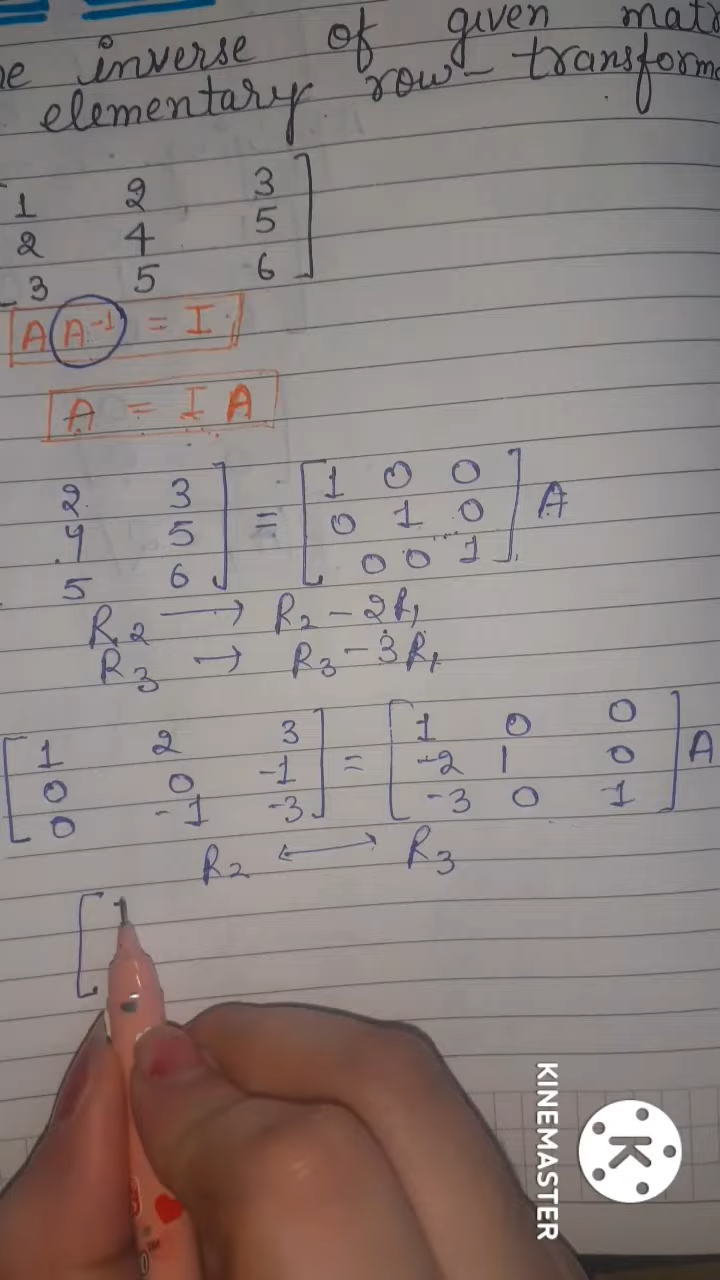 inverse of given
elementary row- transform
1 2 3
2 4 5
3 5 6
A A⁻¹ = I
A = I A
2 3 = 1 0 0 A
4 5 0 1 0
5 6 0 0 1
R₂ → R₂ - 2R₁
R₃ → R₃ - 3R₁
1 2 3 = 1 0 0 A
0 0 -1 -2 1 0
0 -1 -3 -3 0 1
R₂ ↔ R₃
[ 1
KINEMASTER